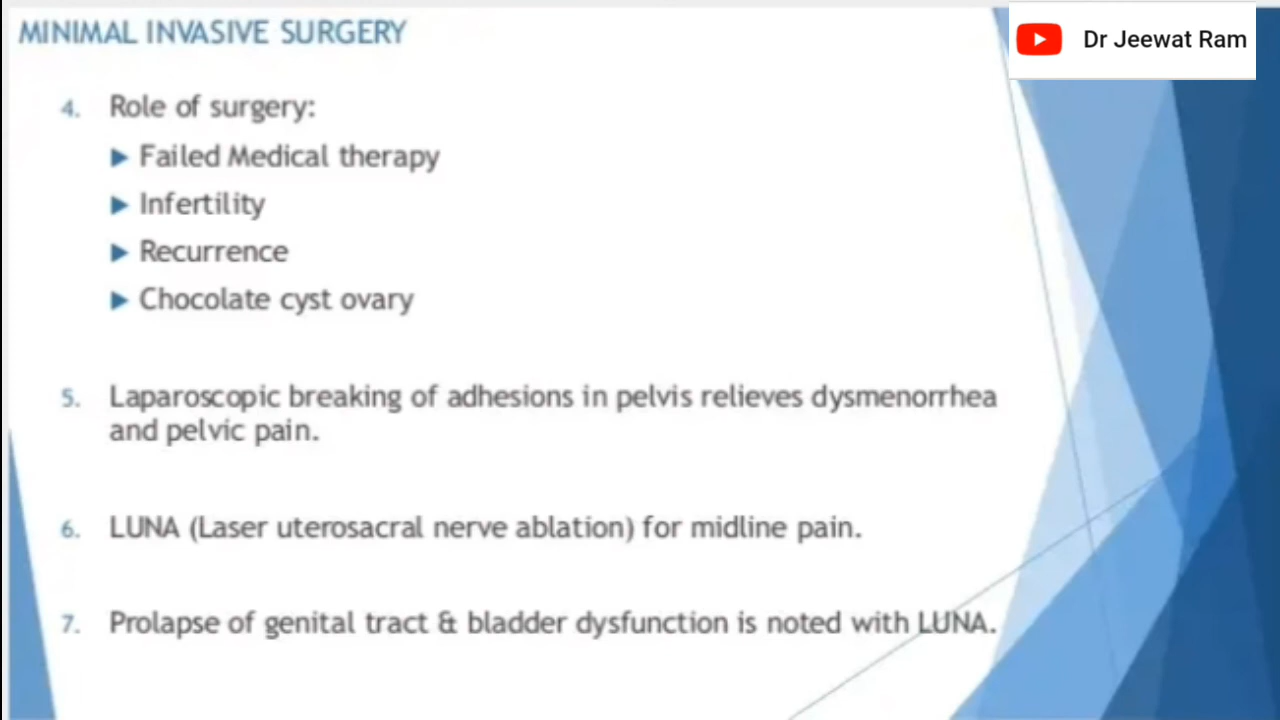 MINIMAL INVASIVE SURGERY
Dr Jeewat Ram
4. Role of surgery:
Failed Medical therapy
Infertility
Recurrence
Chocolate cyst ovary
5. Laparoscopic breaking of adhesions in pelvis relieves dysmenorrhea
and pelvic pain.
6. LUNA (Laser uterosacral nerve ablation) for midline pain.
7. Prolapse of genital tract & bladder dysfunction is noted with LUNA.